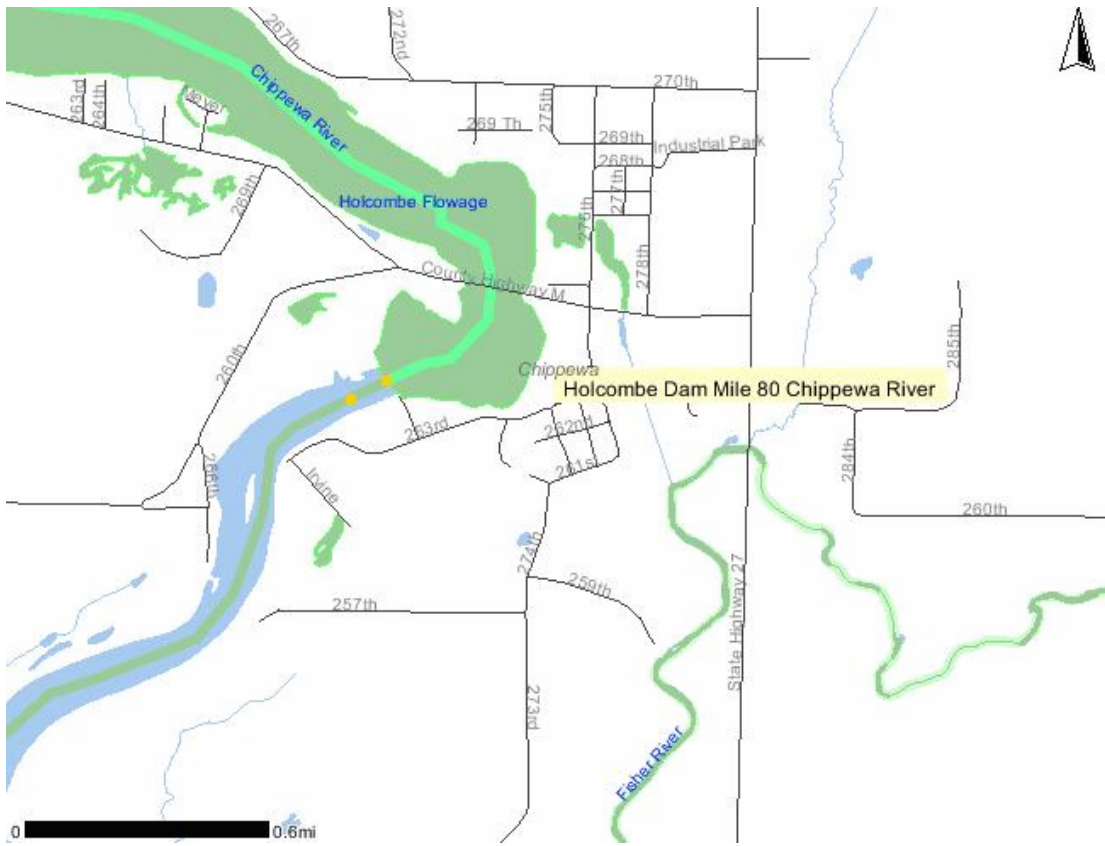 267th
272nd
270th
Chippewa River
263rd
264th
Meyer
275th
269 Th
269th
Industrial Park
268th
277th
269th
Holcombe Flowage
276th
278th
County Highway M
285th
260th
Chippewa
Holcombe Dam Mile 80 Chippewa River
263rd
262nd
261st
284th
266th
Irvine
260th
274th
259th
257th
State Highway 27
273rd
Fisher River
0
0.6mi